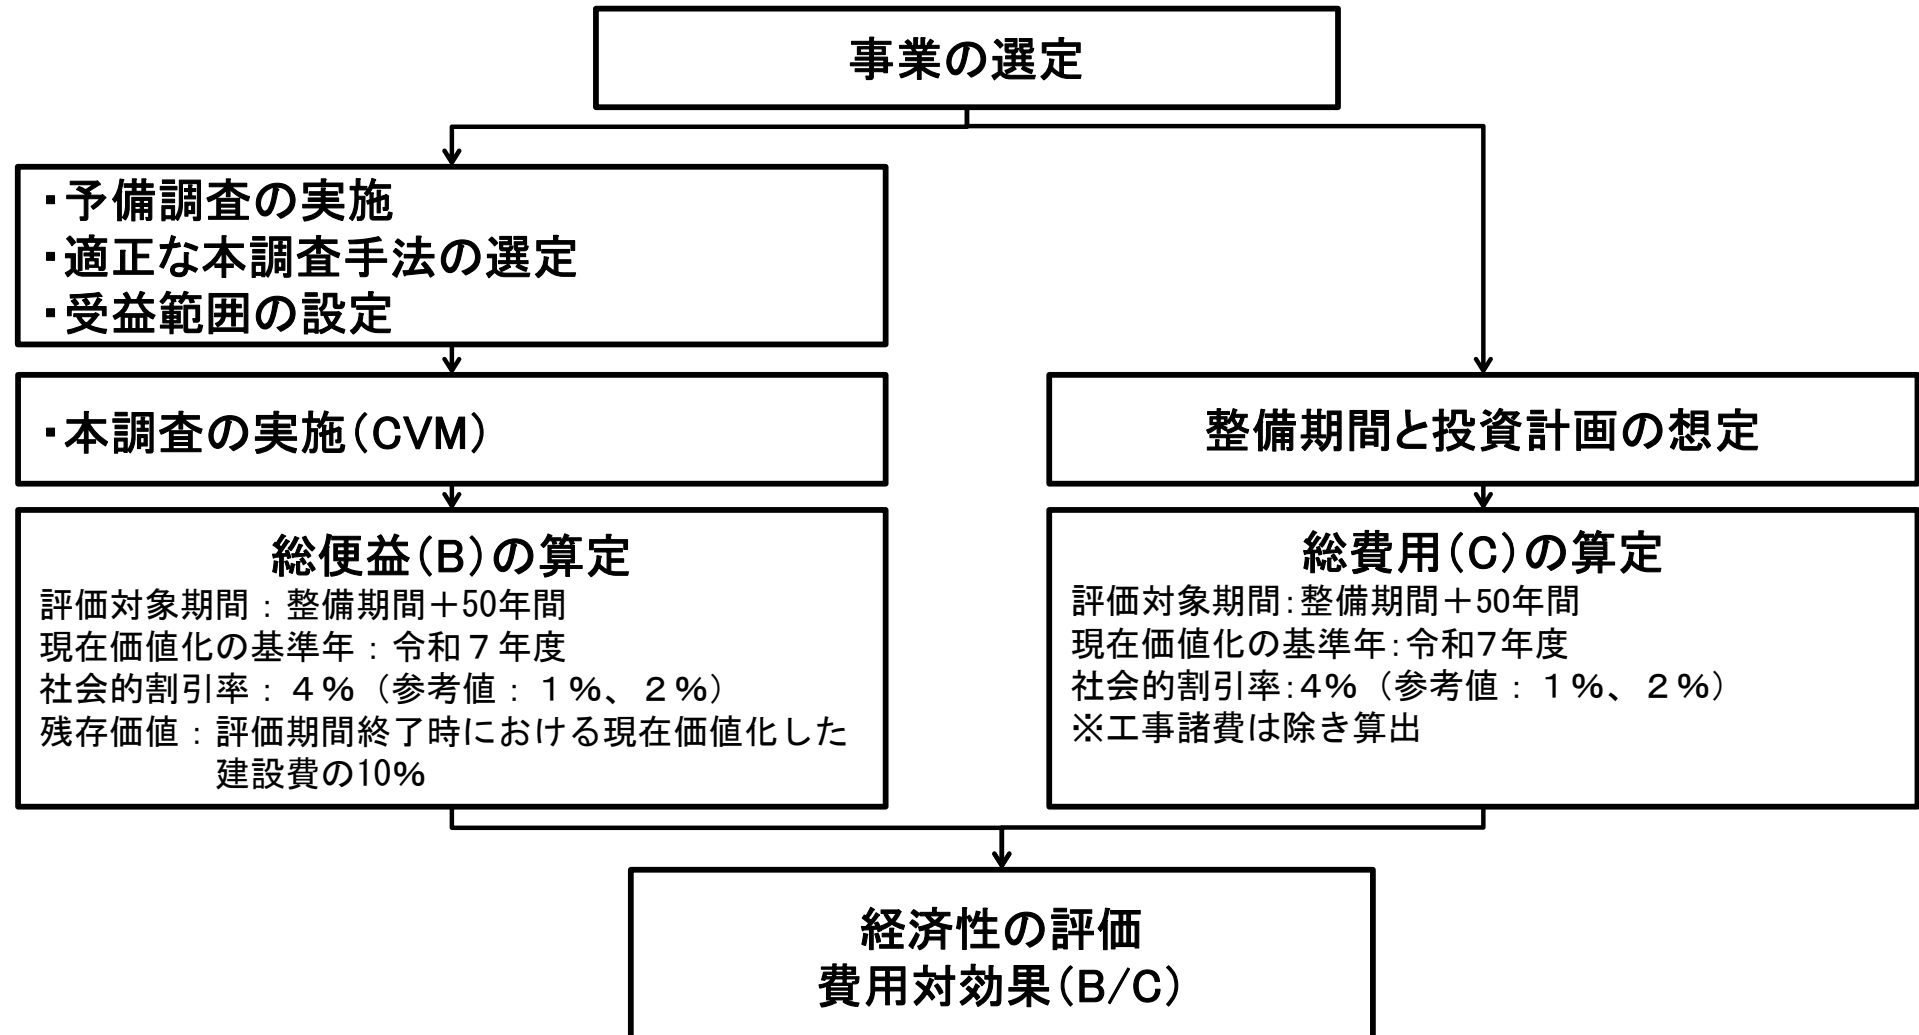 事業の選定
・予備調査の実施
・適正な本調査手法の選定
・受益範囲の設定
・本調査の実施（CVM）
整備期間と投資計画の想定
総便益（B）の算定
評価対象期間：整備期間＋50年間
現在価値化の基準年：令和７年度
社会的割引率：４％（参考値：１％、２％）
残存価値：評価期間終了時における現在価値化した
建設費の10％
総費用（C）の算定
評価対象期間：整備期間＋50年間
現在価値化の基準年：令和7年度
社会的割引率：4％（参考値：１％、２％）
※工事諸費は除き算出
経済性の評価
費用対効果（B/C）